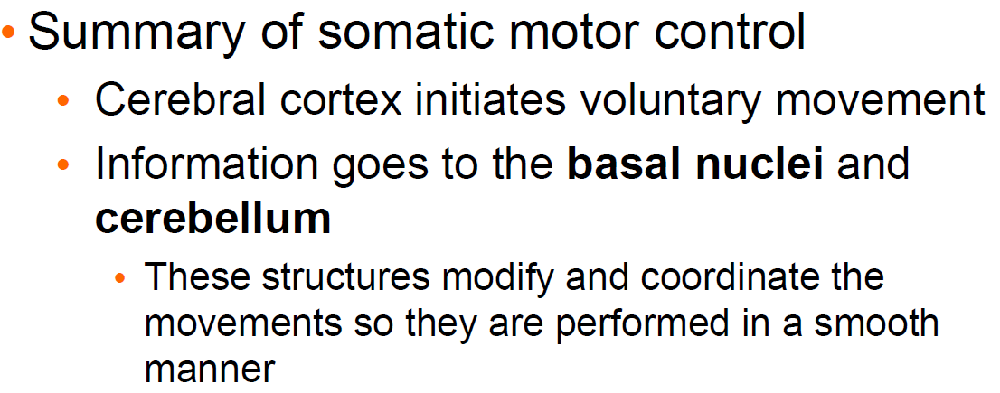 • Summary of somatic motor control
• Cerebral cortex initiates voluntary movement
• Information goes to the basal nuclei and
cerebellum
• These structures modify and coordinate the
movements so they are performed in a smooth
manner